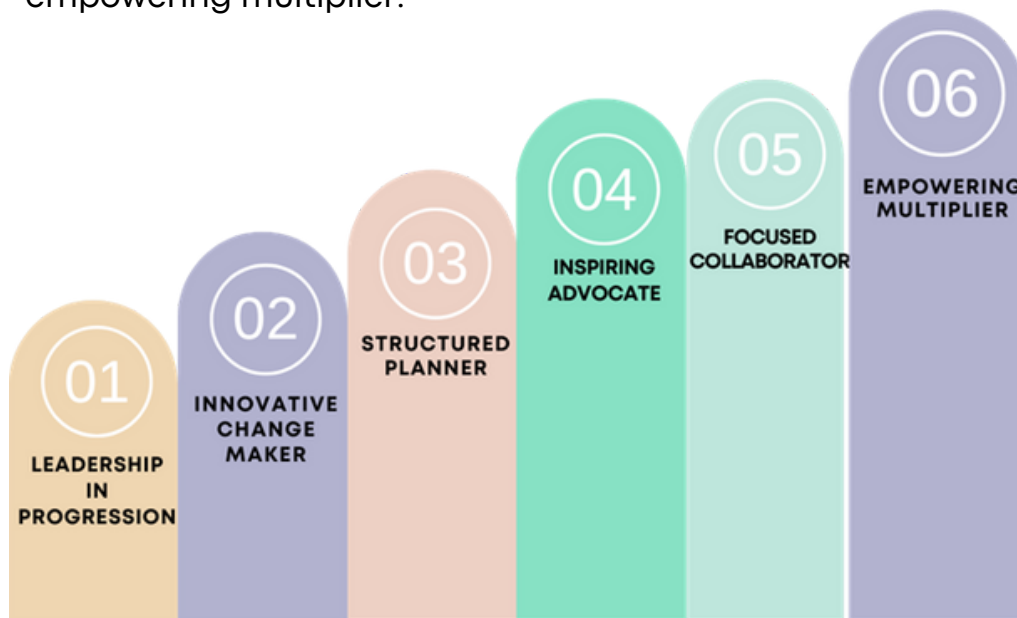 empowering multiplier.
01
LEADERSHIP
IN
PROGRESSION
02
INNOVATIVE
CHANGE
MAKER
03
STRUCTURED
PLANNER
04
INSPIRING
ADVOCATE
05
FOCUSED
COLLABORATOR
06
EMPOWERING
MULTIPLIER